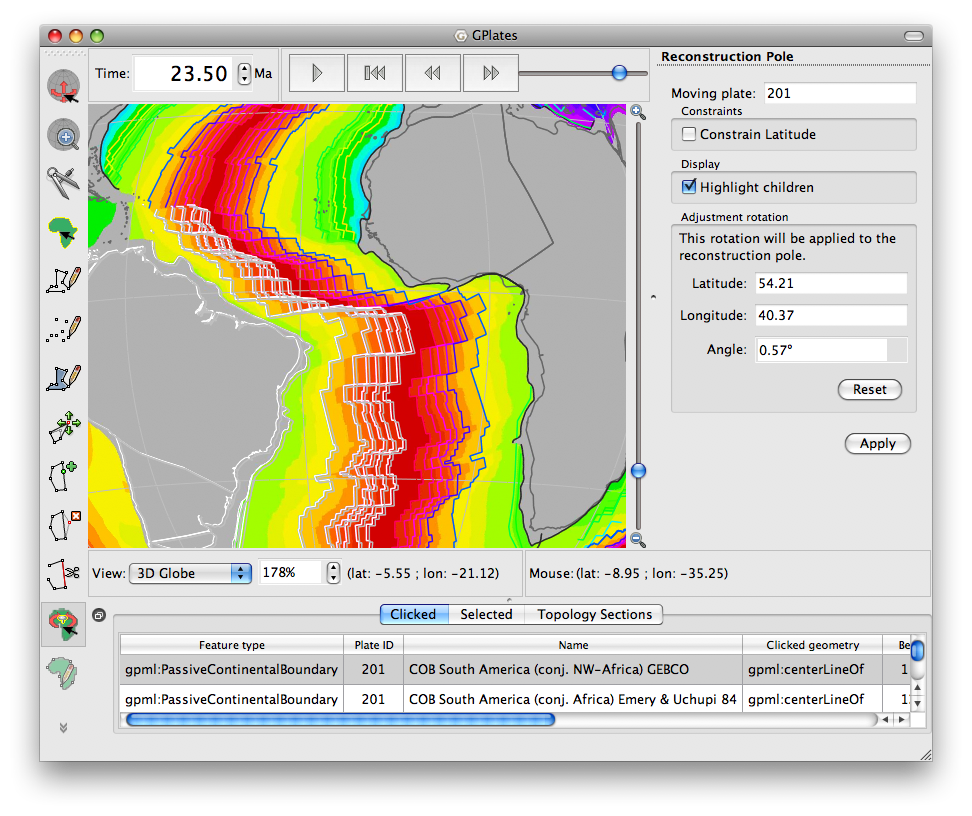 GPlates
Time: 23.50 Ma
Reconstruction Pole
Moving plate: 201
Constraints
Constrain Latitude
Display
Highlight children
Adjustment rotation
This rotation will be applied to the
reconstruction pole.
Latitude: 54.21
Longitude: 40.37
Angle: 0.57°
Reset
Apply
View: 3D Globe 178% (lat: -5.55 ; lon: -21.12) Mouse: (lat: -8.95 ; lon: -35.25)
Clicked Selected Topology Sections
Feature type Plate ID Name Clicked geometry Be
gpml:PassiveContinentalBoundary 201 COB South America (conj. NW-Africa) GEBCO gpml:centerLineOf 1
gpml:PassiveContinentalBoundary 201 COB South America (conj. Africa) Emery & Uchupi 84 gpml:centerLineOf 1